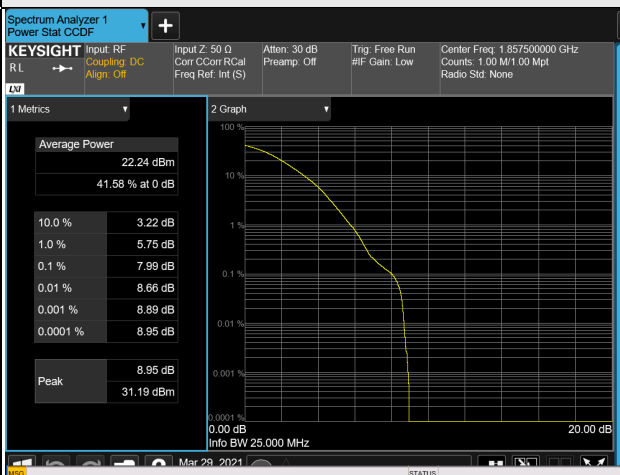 Spectrum Analyzer 1
Power Stat CCDF
KEYSIGHT
RL
LXI
Input: RF
Coupling: DC
Align: Off
Input Z: 50 Ω
Corr CCorr RCal
Freq Ref: Int (S)
Atten: 30 dB
Preamp: Off
Trig: Free Run
#IF Gain: Low
Center Freq: 1.857500000 GHz
Counts: 1.00 M/1.00 Mpt
Radio Std: None
1 Metrics
Average Power
22.24 dBm
41.58 % at 0 dB
10.0 % 3.22 dB
1.0 % 5.75 dB
0.1 % 7.99 dB
0.01 % 8.66 dB
0.001 % 8.89 dB
0.0001 % 8.95 dB
Peak
8.95 dB
31.19 dBm
2 Graph
100 %
10 %
1 %
0.1 %
0.01 %
0.001 %
0.0001 %
0.00 dB 20.00 dB
Info BW 25.000 MHz
Mar 29, 2021
MSG STATUS